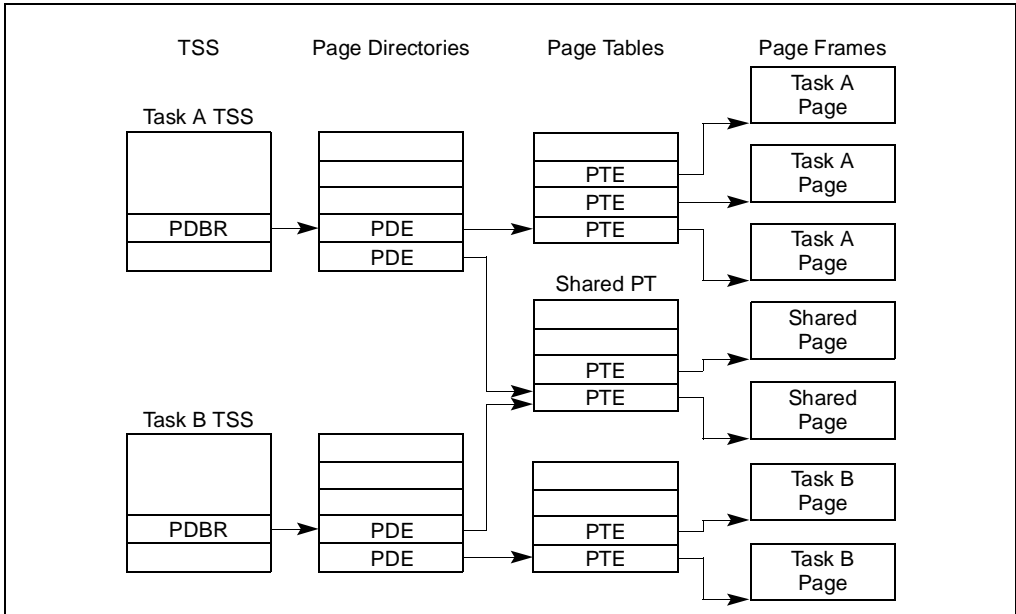 TSS
Page Directories
Page Tables
Page Frames
Task A TSS
PDBR
PDE
PDE
PTE
PTE
PTE
Task A
Page
Task A
Page
Task A
Page
Shared PT
PTE
PTE
Shared
Page
Shared
Page
Task B TSS
PDBR
PDE
PDE
PTE
PTE
Task B
Page
Task B
Page